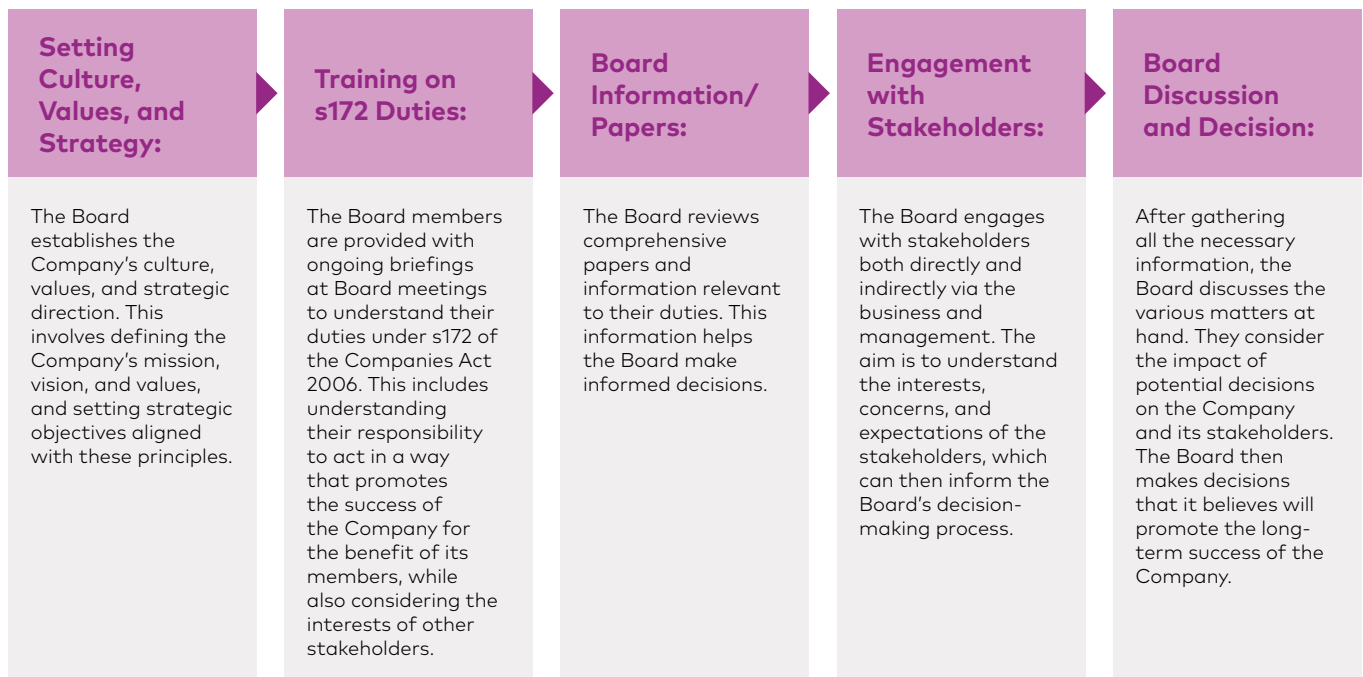 Setting
Culture,
Values, and
Strategy:
The Board
establishes the
Company’s culture,
values, and strategic
direction. This
involves defining the
Company’s mission,
vision, and values,
and setting strategic
objectives aligned
with these principles.
Training on
s172 Duties:
The Board members
are provided with
ongoing briefings
at Board meetings
to understand their
duties under s172 of
the Companies Act
2006. This includes
understanding
their responsibility
to act in a way
that promotes
the success of
the Company for
the benefit of its
members, while
also considering the
interests of other
stakeholders.
Board
Information/
Papers:
The Board reviews
comprehensive
papers and
information relevant
to their duties. This
information helps
the Board make
informed decisions.
Engagement
with
Stakeholders:
The Board engages
with stakeholders
both directly and
indirectly via the
business and
management. The
aim is to understand
the interests,
concerns, and
expectations of the
stakeholders, which
can then inform the
Board’s decision-
making process.
Board
Discussion
and Decision:
After gathering
all the necessary
information, the
Board discusses the
various matters at
hand. They consider
the impact of
potential decisions
on the Company
and its stakeholders.
The Board then
makes decisions
that it believes will
promote the long-
term success of the
Company.